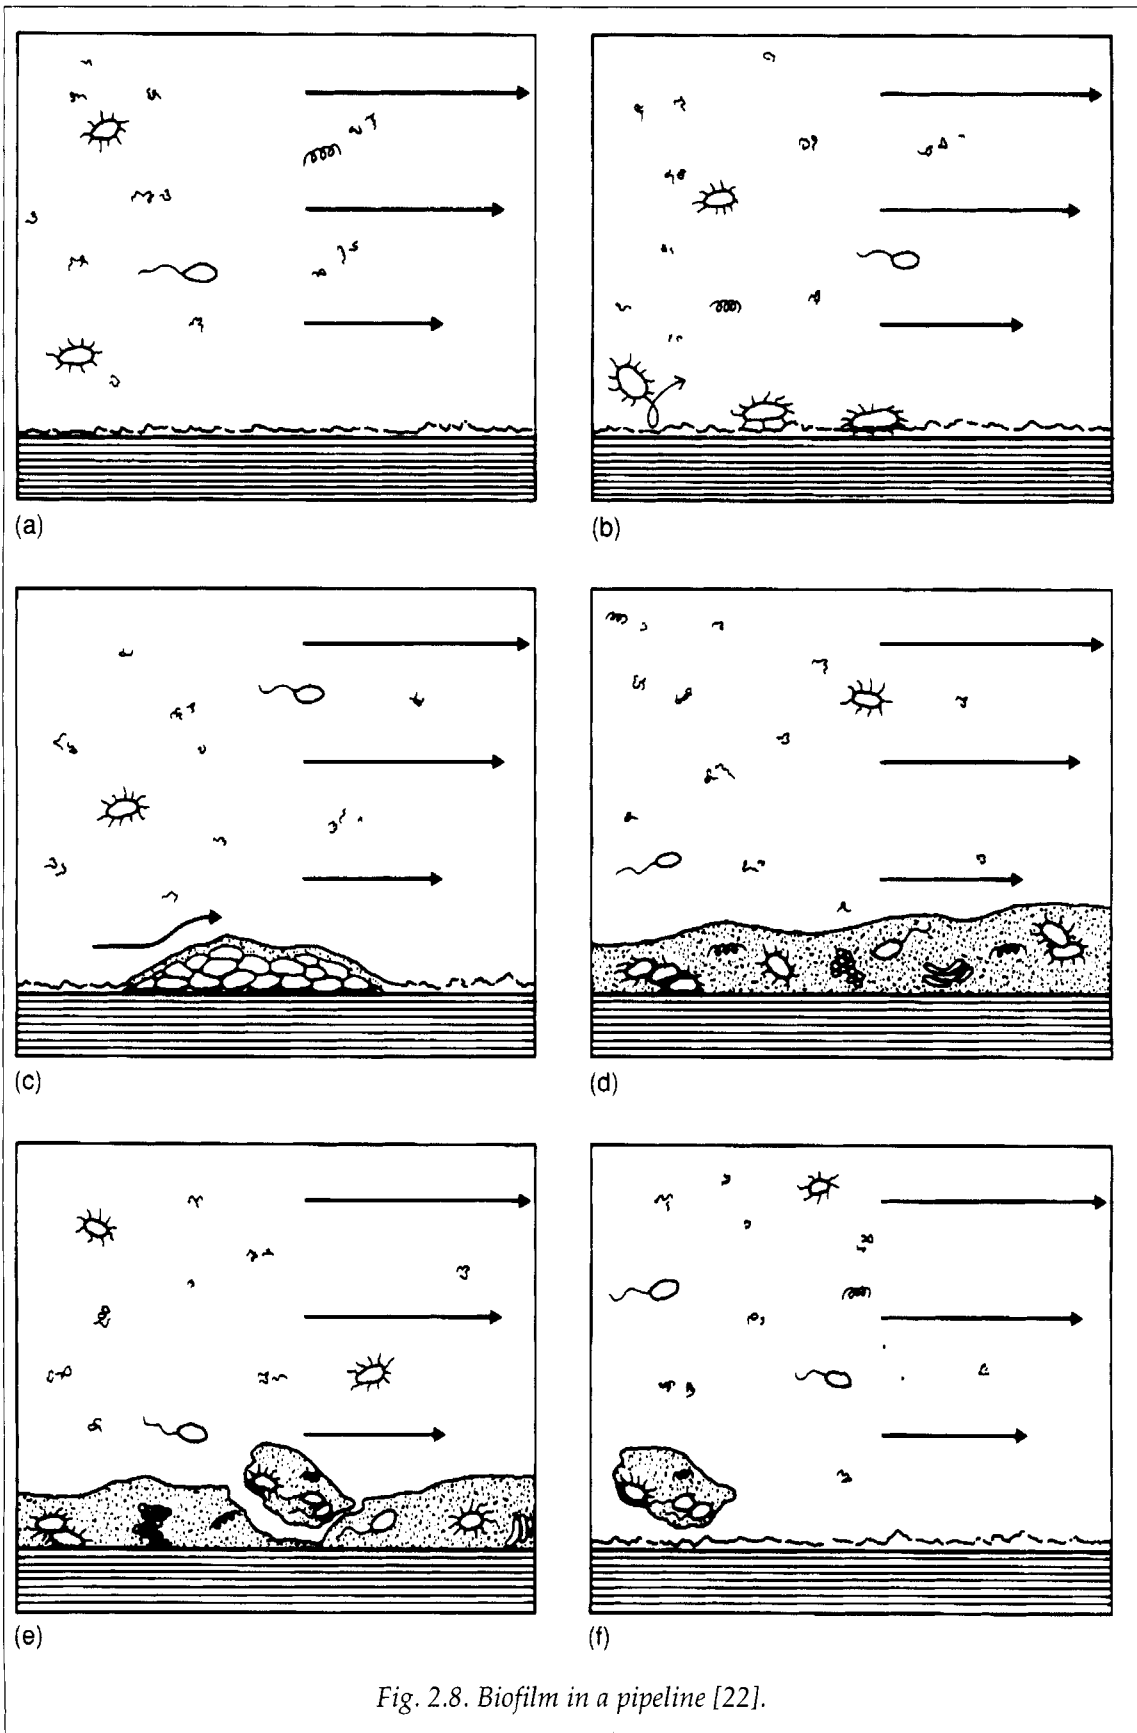 (a)
(b)
(c)
(d)
(e)
(f)
Fig. 2.8. Biofilm in a pipeline [22].